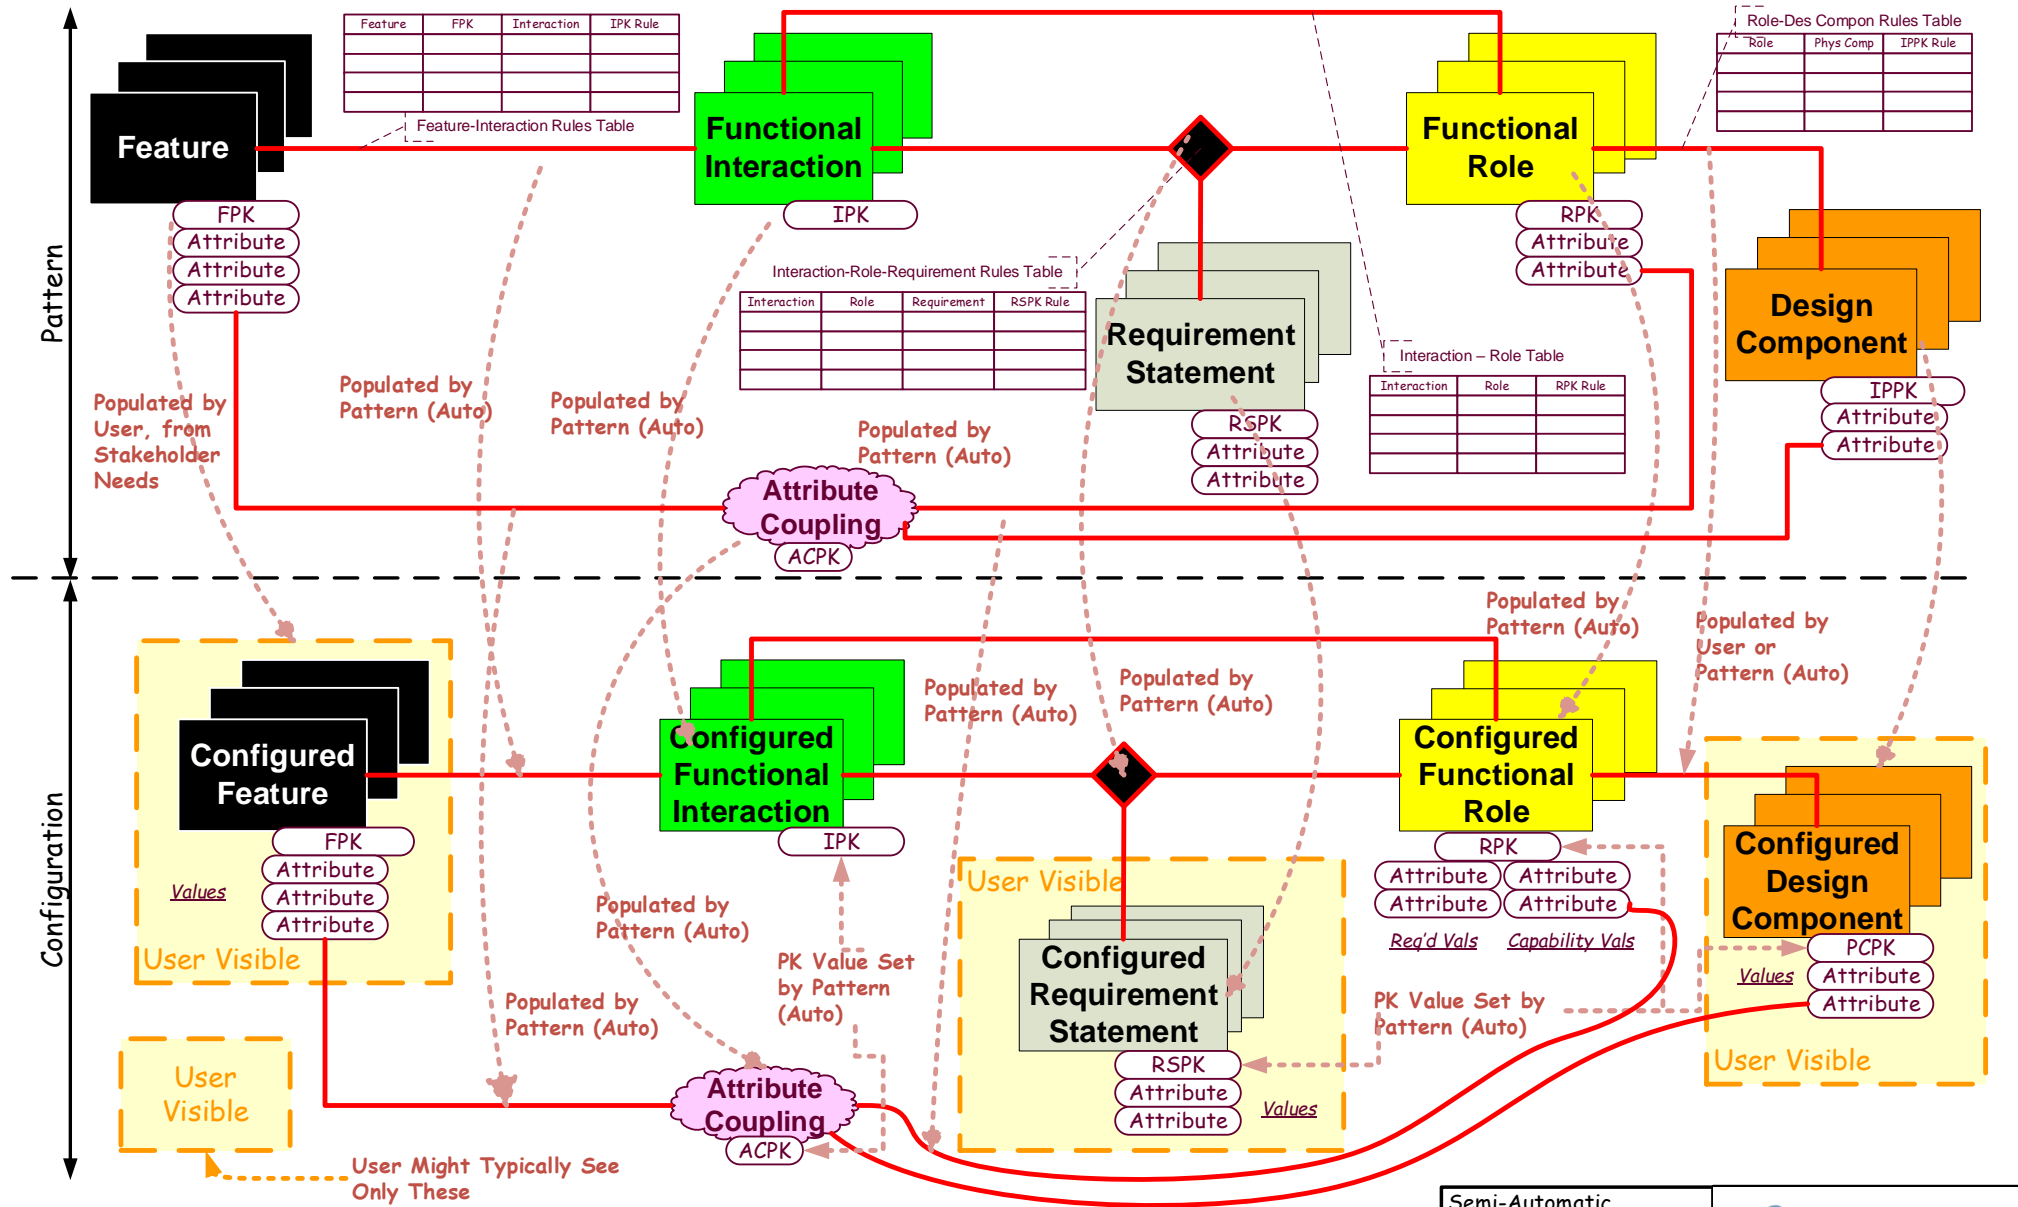 Feature FPK Interaction IPK Rule
Feature-Interaction Rules Table
Role-Des Compon Rules Table
Role Phys Comp IPPK Rule
Feature
Functional
Interaction
Functional
Role
FPK
Attribute
Attribute
Attribute
IPK
RPK
Attribute
Attribute
Interaction-Role-Requirement Rules Table
Interaction Role Requirement RSPK Rule
Requirement
Statement
RSPK
Attribute
Attribute
Interaction – Role Table
Interaction Role RPK Rule
Design
Component
IPPK
Attribute
Attribute
Pattern
Populated by
User, from
Stakeholder
Needs
Populated by
Pattern (Auto)
Populated by
Pattern (Auto)
Populated by
Pattern (Auto)
Attribute
Coupling
ACPK
Configuration
Populated by
Pattern (Auto)
Populated by
User or
Pattern (Auto)
Populated by
Pattern (Auto)
Populated by
Pattern (Auto)
Configured
Feature
FPK
Attribute
Attribute
Attribute
Values
User Visible
Configured
Functional
Interaction
IPK
Configured
Functional
Role
RPK
Attribute Attribute
Attribute Attribute
Req'd Vals Capability Vals
Configured
Design
Component
PCPK
Values
Attribute
Attribute
User Visible
User Visible
Configured
Requirement
Statement
RSPK
Attribute
Attribute
Values
Populated by
Pattern (Auto)
PK Value Set
by Pattern
(Auto)
PK Value Set by
Pattern (Auto)
Populated by
Pattern (Auto)
Attribute
Coupling
ACPK
User
Visible
User Might Typically See
Only These
Semi-Automatic